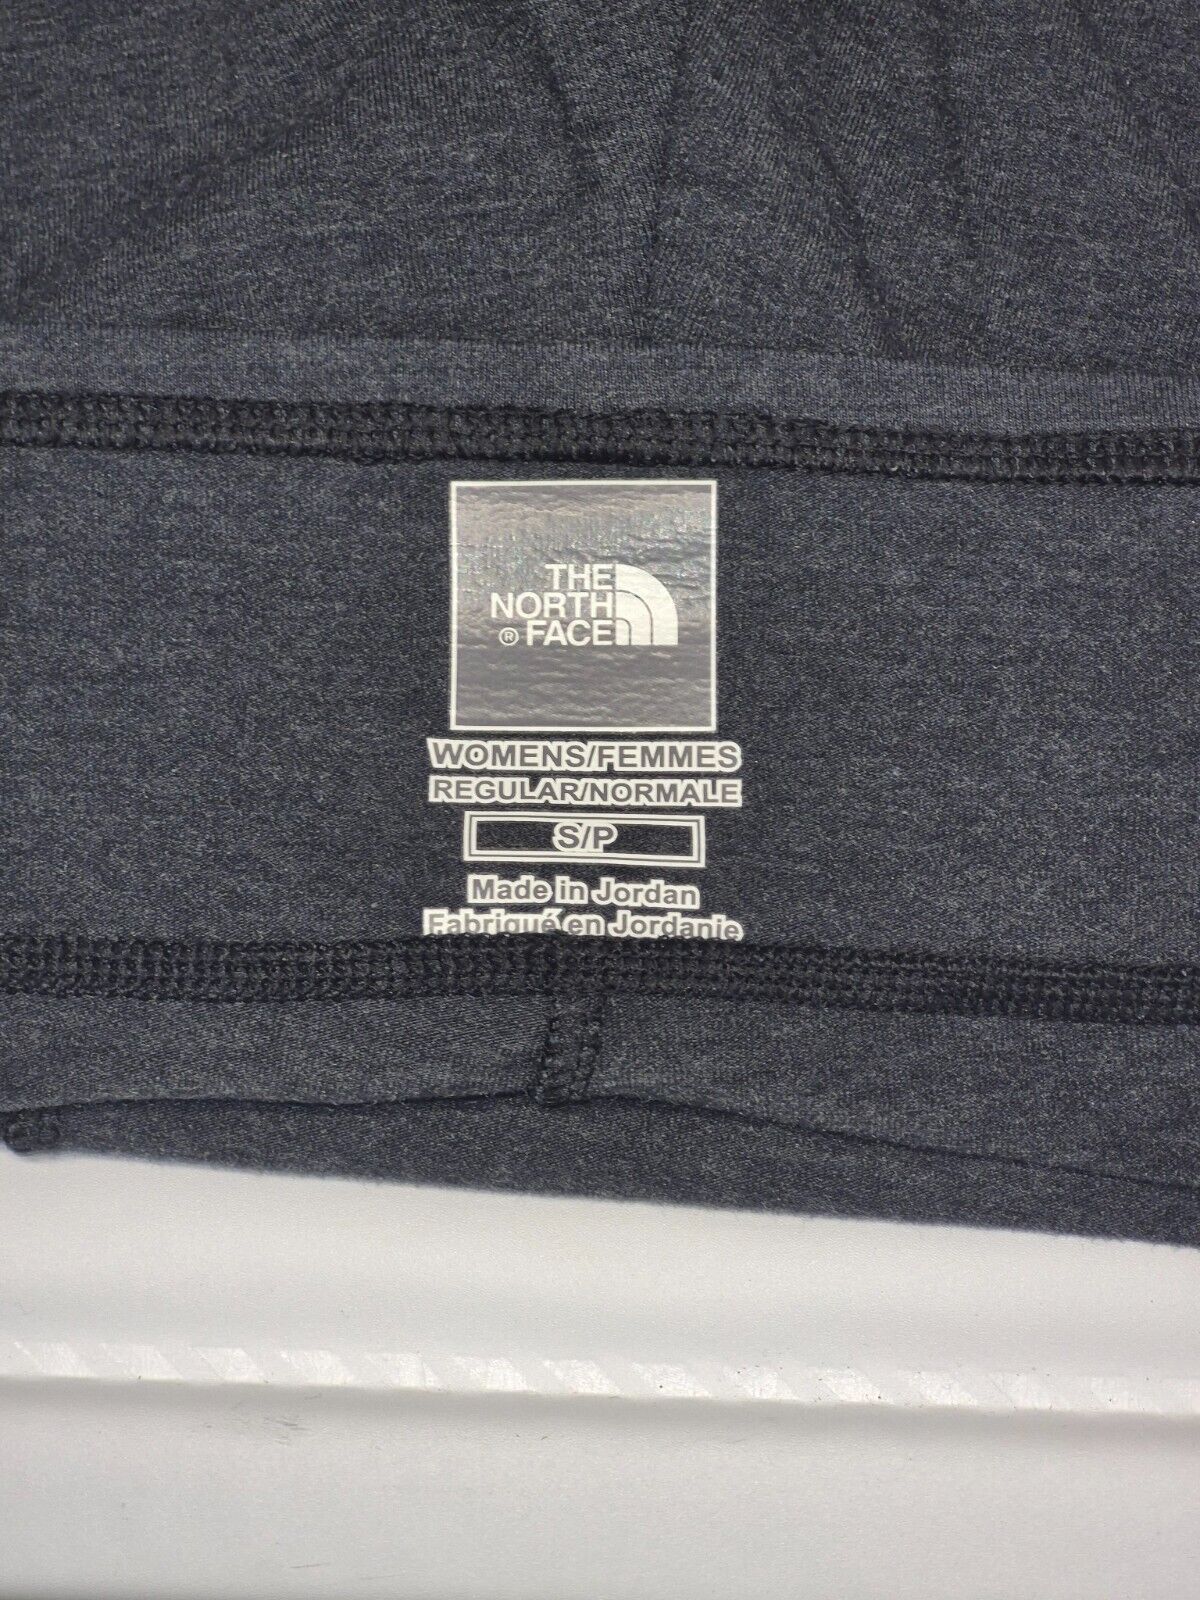 THE
NORTH
® FACE
WOMENS/FEMMES
REGULAR/NORMALE
S/P
Made in Jordan
Fabriqué en Jordanie